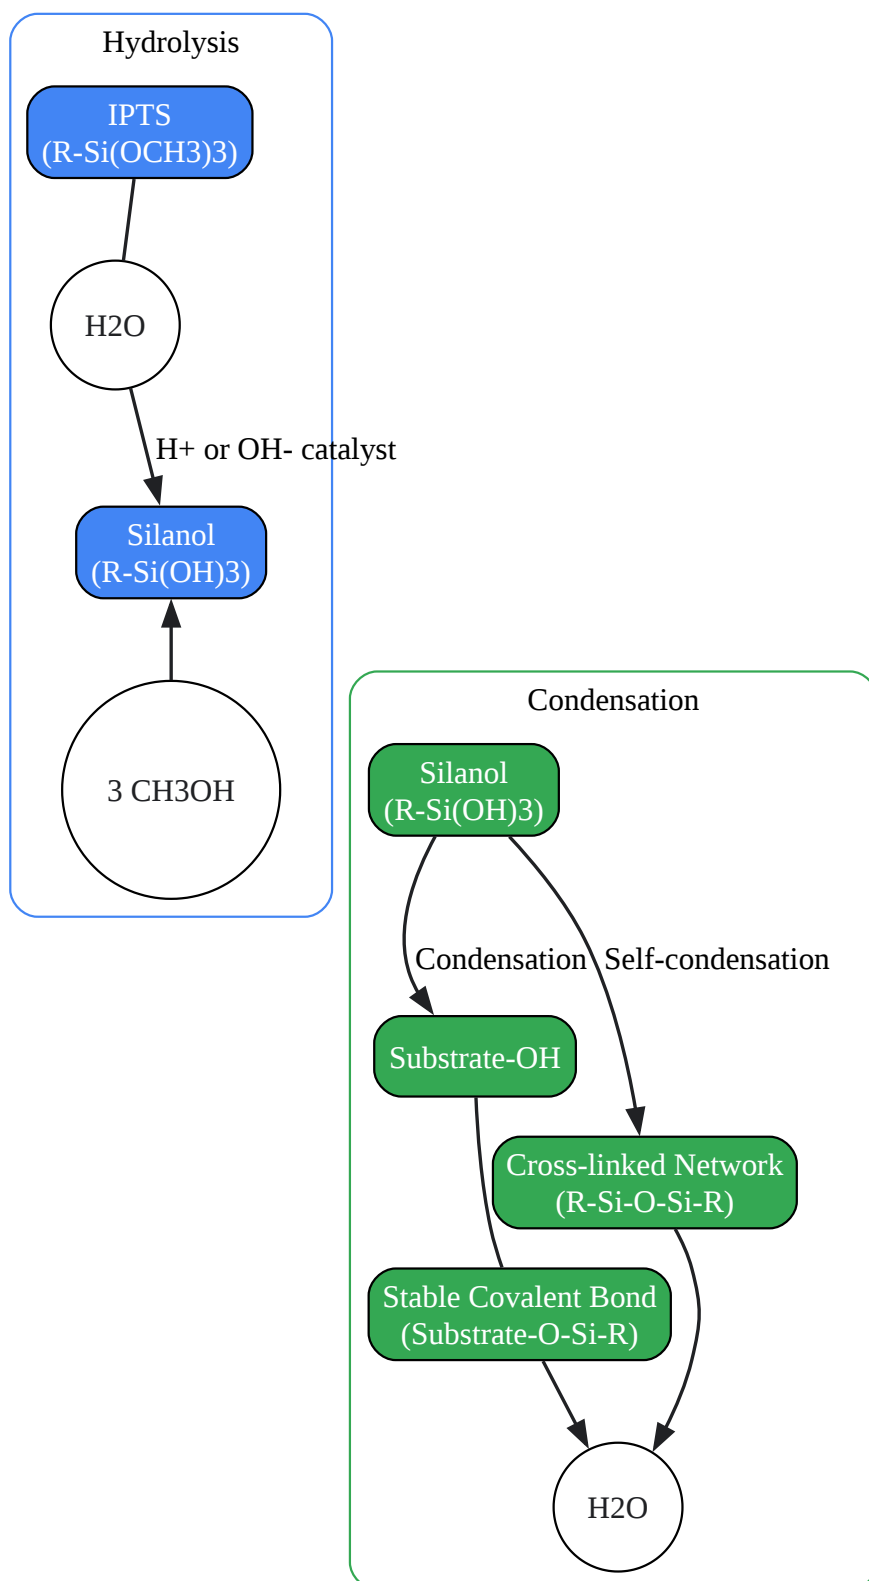 Hydrolysis
IPTS
(R-Si(OCH3)3)
H2O
H+ or OH- catalyst
Silanol
(R-Si(OH)3)
3 CH3OH
Condensation
Silanol
(R-Si(OH)3)
Condensation
Self-condensation
Substrate-OH
Cross-linked Network
(R-Si-O-Si-R)
Stable Covalent Bond
(Substrate-O-Si-R)
H2O